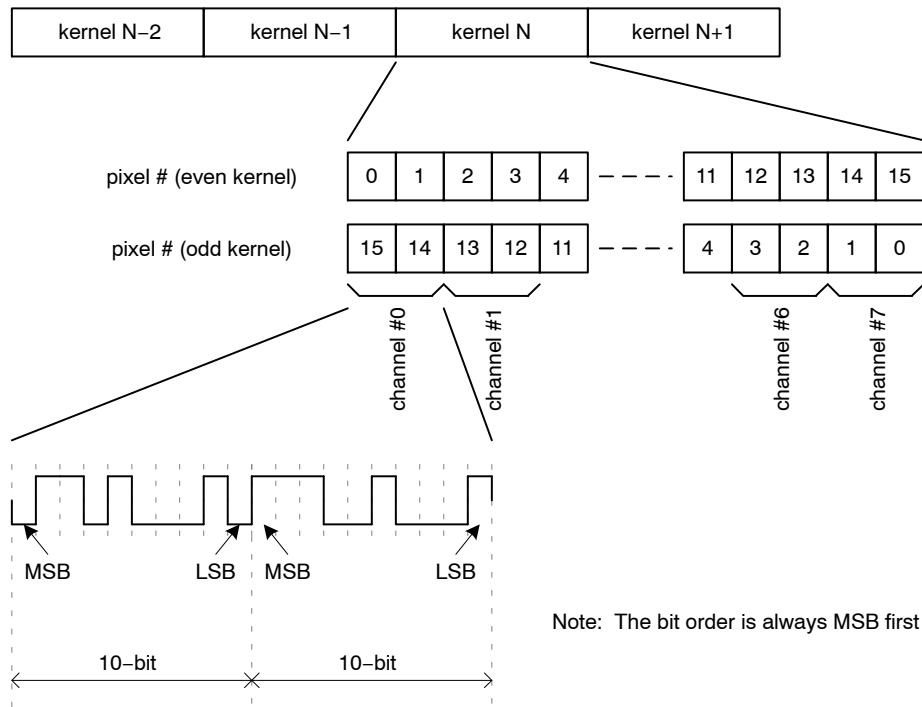 kernel N−2 kernel N−1 kernel N kernel N+1
pixel # (even kernel) 0 1 2 3 4 11 12 13 14 15
pixel # (odd kernel) 15 14 13 12 11 4 3 2 1 0
channel #0 channel #1 channel #6 channel #7
MSB LSB MSB LSB
Note: The bit order is always MSB first
10−bit 10−bit